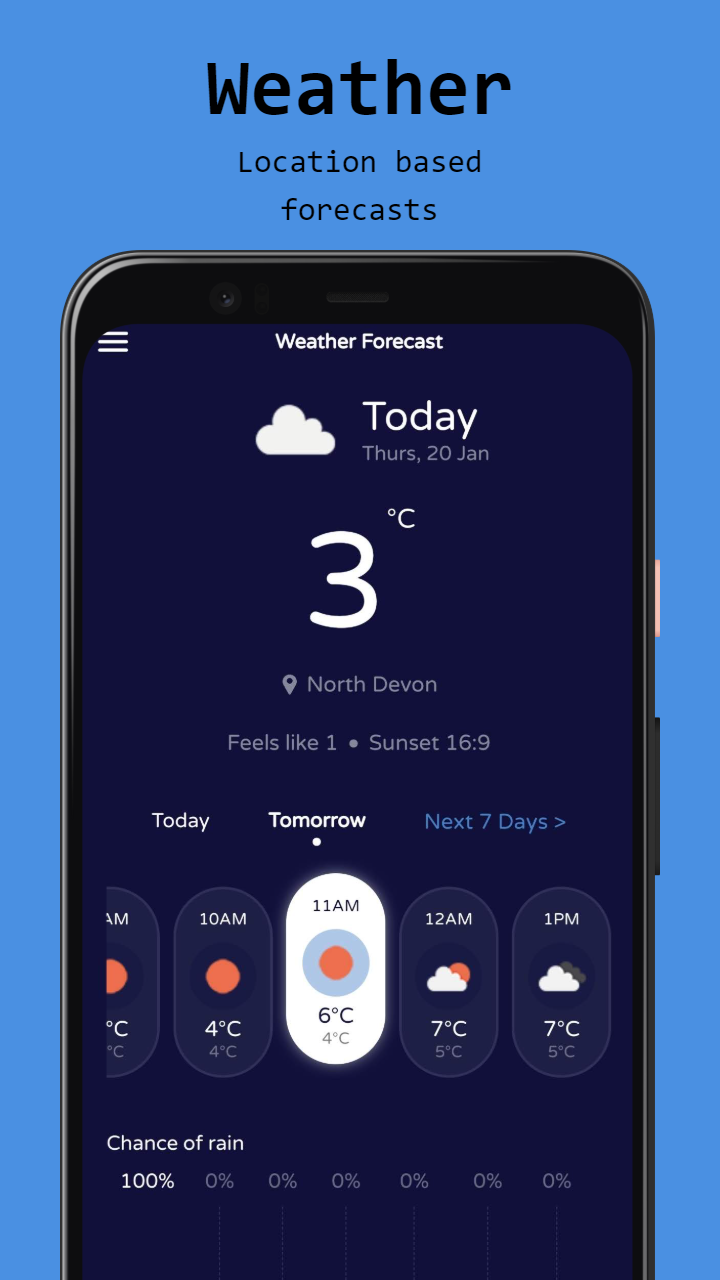 Weather
Location based
forecasts
Weather Forecast
Today
Thurs, 20 Jan
°C
3
North Devon
Feels like 1 • Sunset 16:9
Today Tomorrow Next 7 Days >
AM 10AM 11AM 12AM 1PM
°C 4°C 6°C 7°C 7°C
°C 4°C 4°C 5°C 5°C
Chance of rain
100% 0% 0% 0% 0% 0% 0%